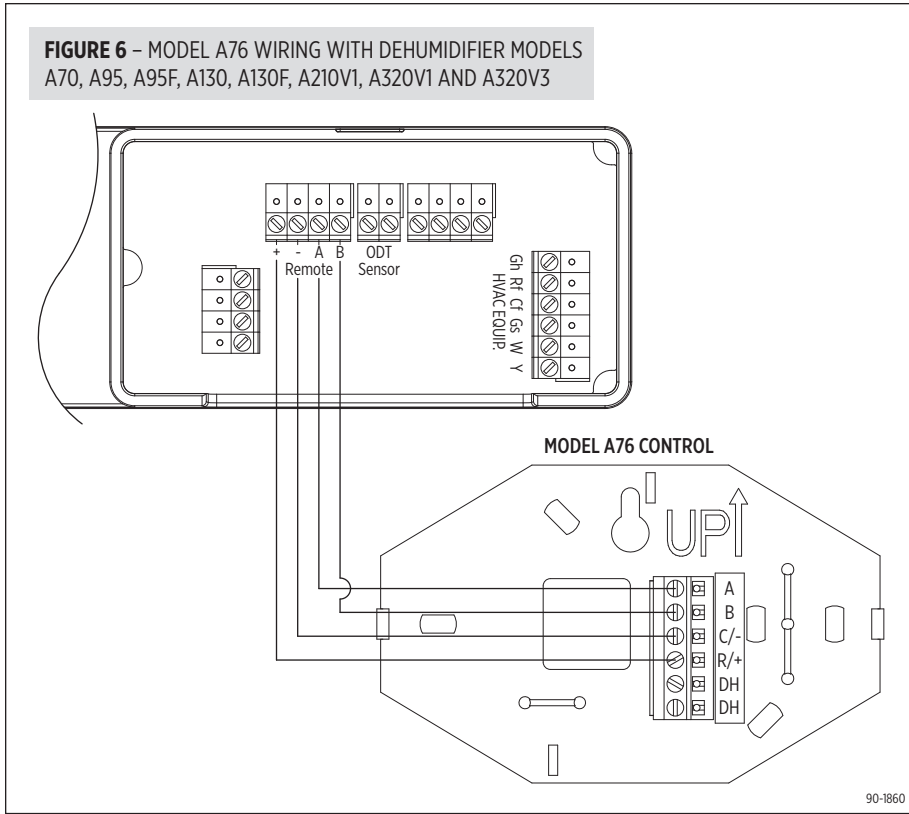 FIGURE 6 – MODEL A76 WIRING WITH DEHUMIDIFIER MODELS
A70, A95, A95F, A130, A130F, A210V1, A320V1 AND A320V3
+ - A B
Remote
ODT
Sensor
Gh Rf Cf Gs W Y
HVAC EQUIP.
MODEL A76 CONTROL
UP
A
B
C/-
R/+
DH
DH
90-1860